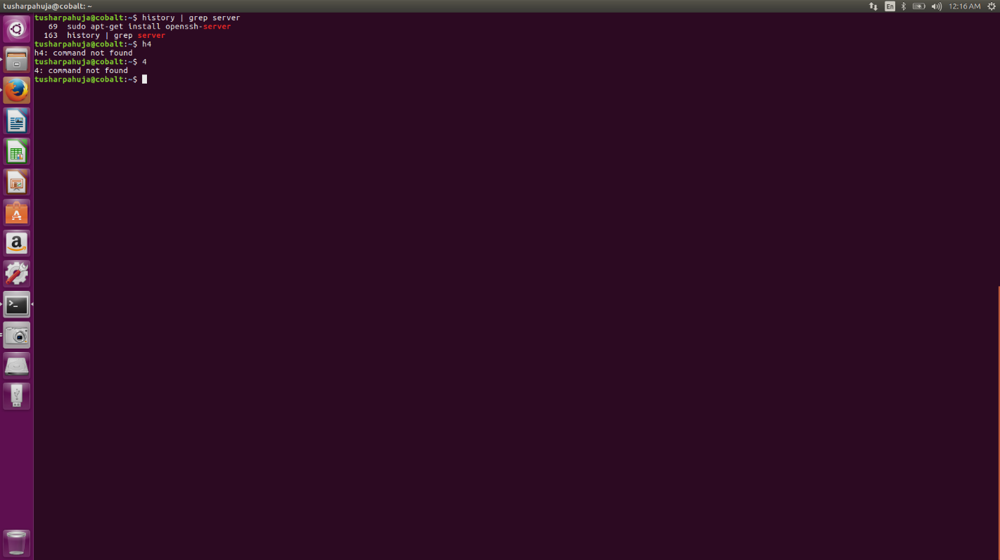 tusharpahuja@cobalt: ~
En
12:16 AM
tusharpahuja@cobalt:~$ history | grep server
   69  sudo apt-get install openssh-server
  163  history | grep server
tusharpahuja@cobalt:~$ h4
h4: command not found
tusharpahuja@cobalt:~$ 4
4: command not found
tusharpahuja@cobalt:~$